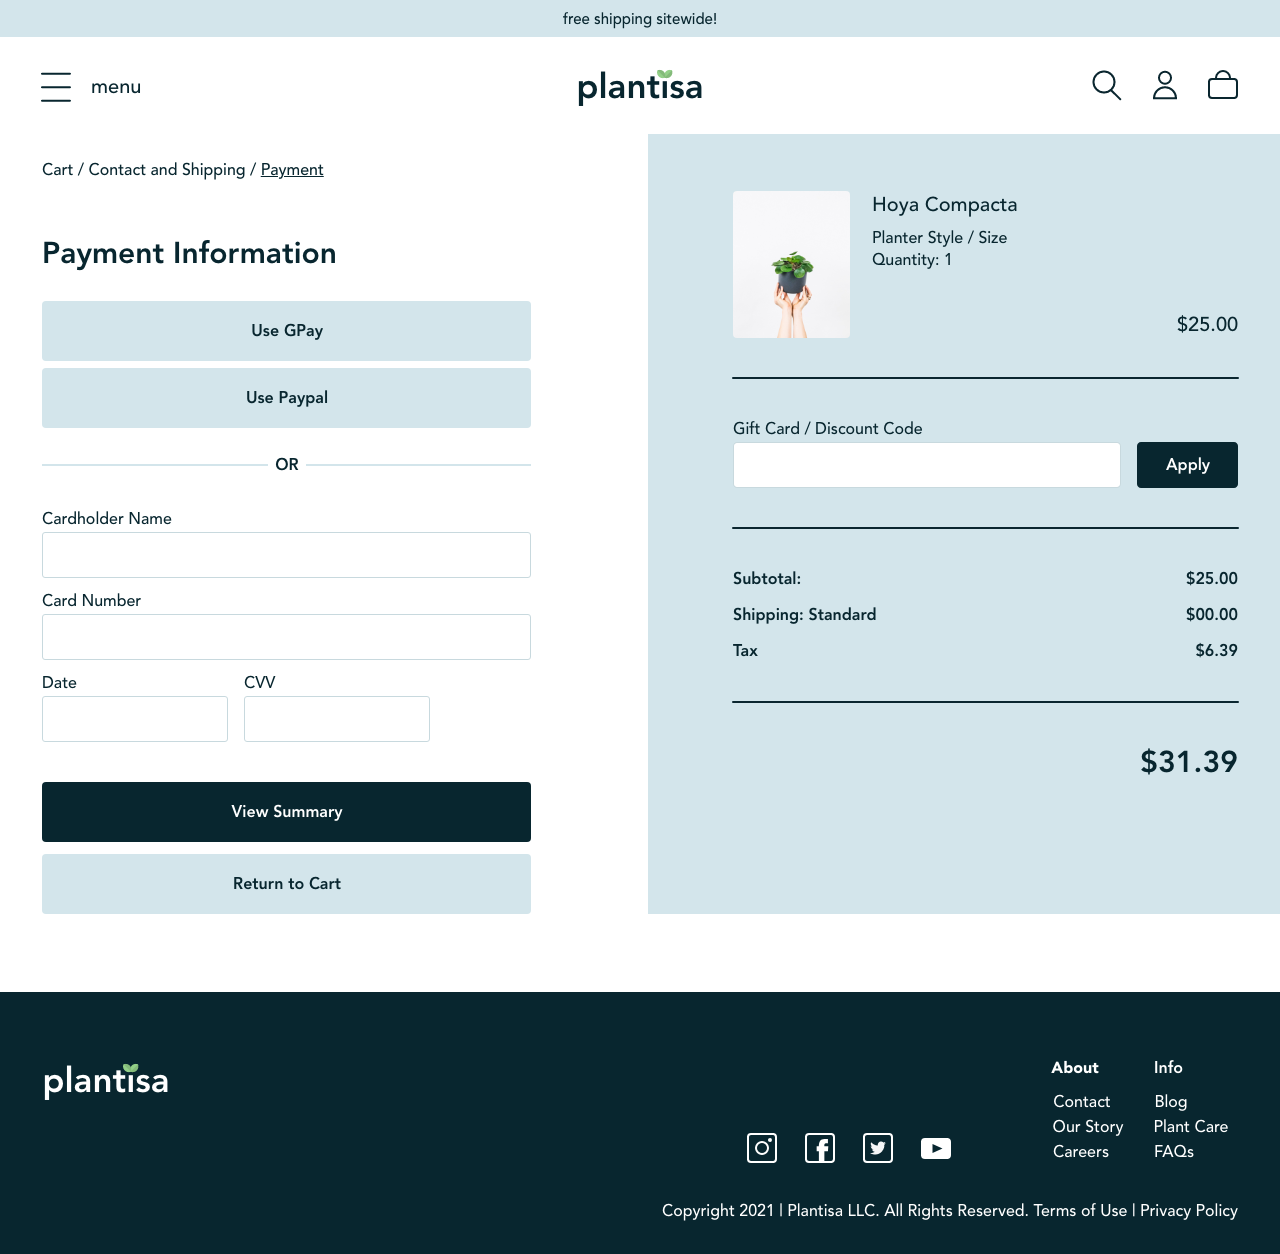 free shipping sitewide!
menu
plantisa
Cart / Contact and Shipping / Payment
Payment Information
Use GPay
Use Paypal
OR
Cardholder Name
Card Number
Date
CVV
View Summary
Return to Cart
Hoya Compacta
Planter Style / Size
Quantity: 1
$25.00
Gift Card / Discount Code
Apply
Subtotal: $25.00
Shipping: Standard $00.00
Tax $6.39
$31.39
plantisa
About
Contact
Our Story
Careers
Info
Blog
Plant Care
FAQs
Copyright 2021 | Plantisa LLC. All Rights Reserved. Terms of Use | Privacy Policy